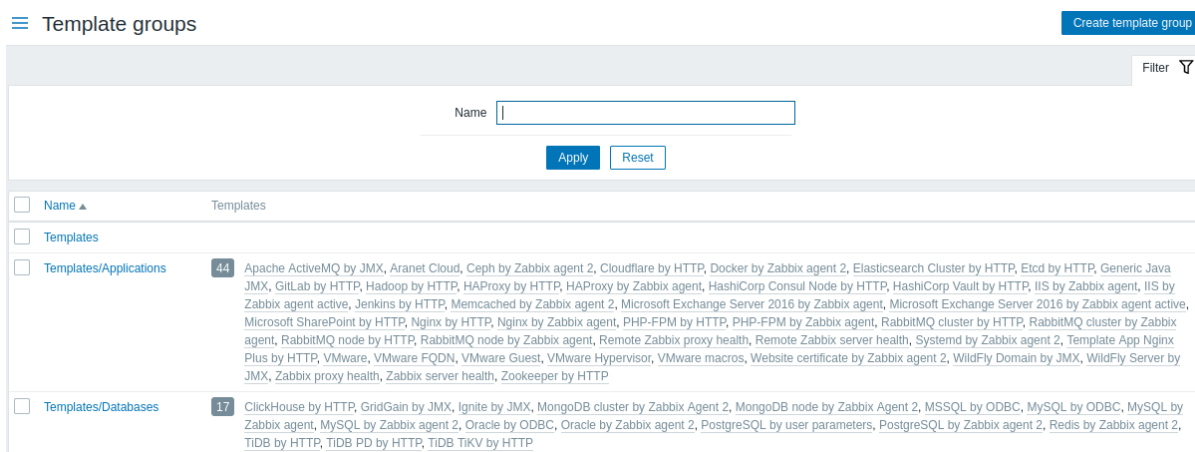 Template groups
Create template group
Filter
Name
Apply Reset
Name Templates
Templates
Templates/Applications 44 Apache ActiveMQ by JMX, Aranet Cloud, Ceph by Zabbix agent 2, Cloudflare by HTTP, Docker by Zabbix agent 2, Elasticsearch Cluster by HTTP, Etcd by HTTP, Generic Java
JMX, GitLab by HTTP, Hadoop by HTTP, HAProxy by HTTP, HAProxy by Zabbix agent, HashiCorp Consul Node by HTTP, HashiCorp Vault by HTTP, IIS by Zabbix agent, IIS by
Zabbix agent active, Jenkins by HTTP, Memcached by Zabbix agent 2, Microsoft Exchange Server 2016 by Zabbix agent, Microsoft Exchange Server 2016 by Zabbix agent active,
Microsoft SharePoint by HTTP, Nginx by HTTP, Nginx by Zabbix agent, PHP-FPM by HTTP, PHP-FPM by Zabbix agent, RabbitMQ cluster by HTTP, RabbitMQ cluster by Zabbix
agent, RabbitMQ node by HTTP, RabbitMQ node by Zabbix agent, Remote Zabbix proxy health, Remote Zabbix server health, Systemd by Zabbix agent 2, Template App Nginx
Plus by HTTP, VMware, VMware FQDN, VMware Guest, VMware Hypervisor, VMware macros, Website certificate by Zabbix agent 2, WildFly Domain by JMX, WildFly Server by
JMX, Zabbix proxy health, Zabbix server health, Zookeeper by HTTP
Templates/Databases 17 ClickHouse by HTTP, GridGain by JMX, Ignite by JMX, MongoDB cluster by Zabbix Agent 2, MongoDB node by Zabbix Agent 2, MSSQL by ODBC, MySQL by ODBC, MySQL by
Zabbix agent, MySQL by Zabbix agent 2, Oracle by ODBC, Oracle by Zabbix agent 2, PostgreSQL by user parameters, PostgreSQL by Zabbix agent 2, Redis by Zabbix agent 2,
TiDB by HTTP, TiDB PD by HTTP, TiDB TiKV by HTTP